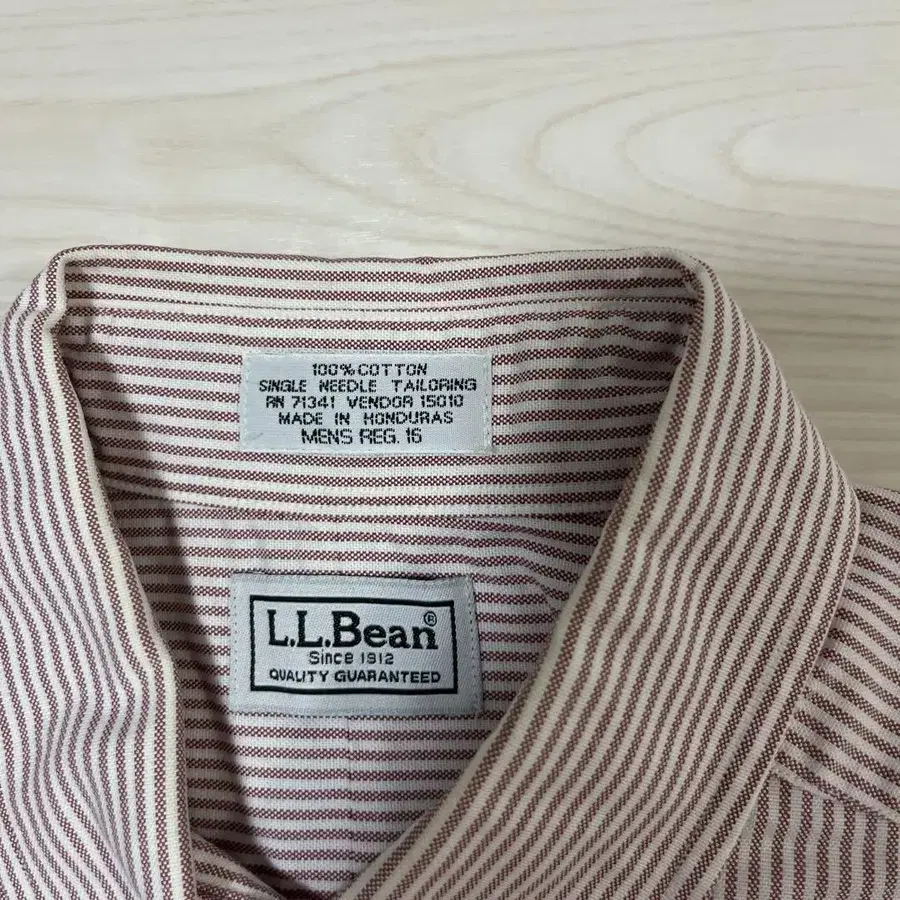 100% COTTON
SINGLE NEEDLE TAILORING
RN 71341 VENDOR 15010
MADE IN HONDURAS
MENS REG. 16
L.L.Bean®
Since 1912
QUALITY GUARANTEED